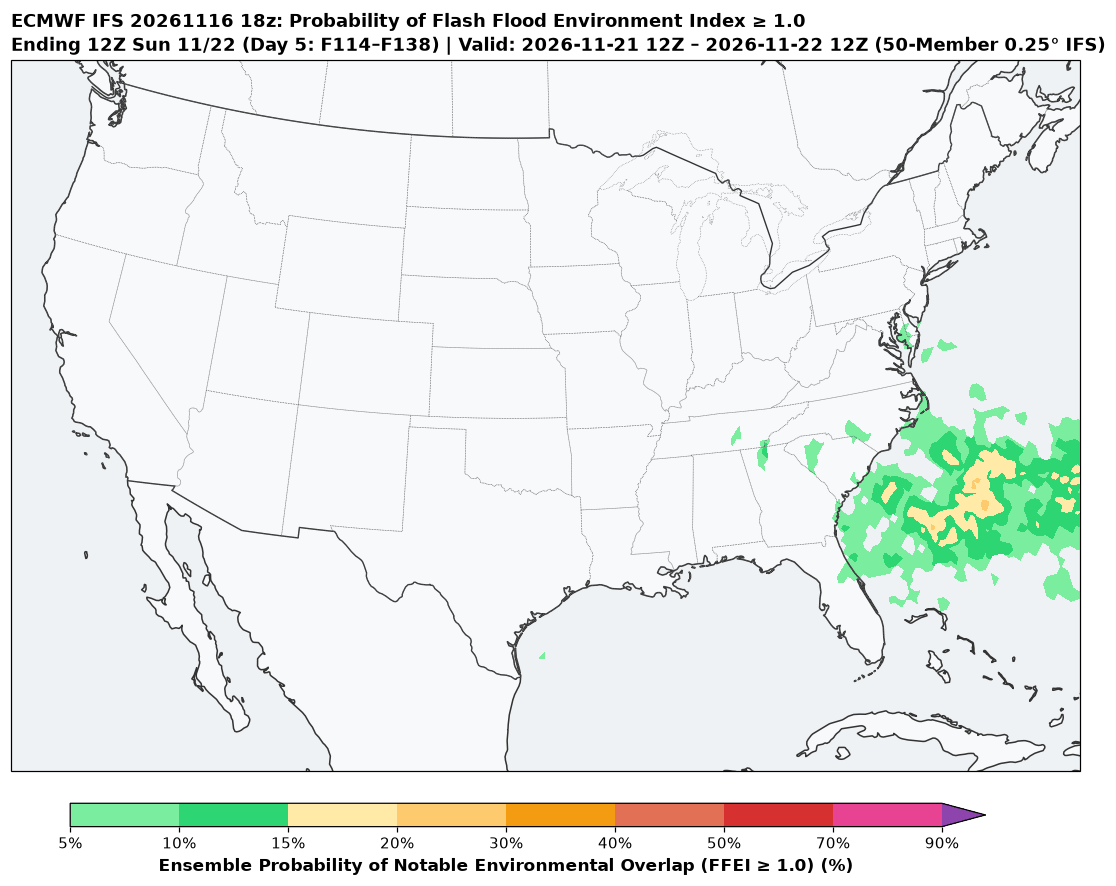 ECMWF IFS 20261116 18z: Probability of Flash Flood Environment Index ≥ 1.0
Ending 12Z Sun 11/22 (Day 5: F114–F138) | Valid: 2026-11-21 12Z – 2026-11-22 12Z (50-Member 0.25° IFS)
5% 10% 15% 20% 30% 40% 50% 70% 90%
Ensemble Probability of Notable Environmental Overlap (FFEI ≥ 1.0) (%)